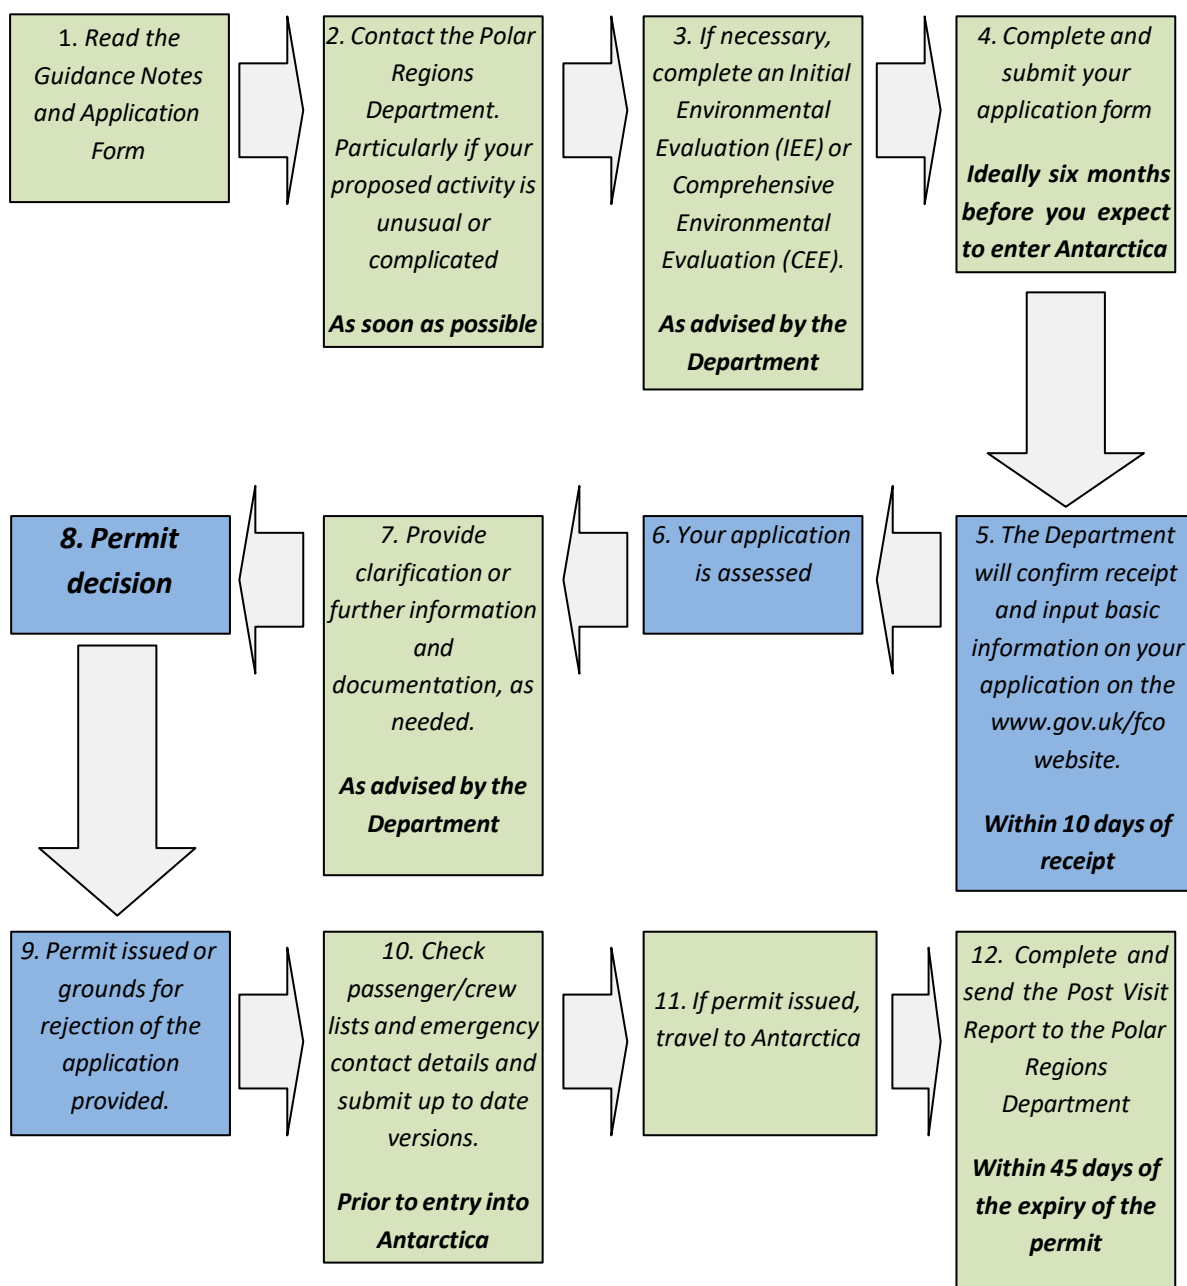 1. Read the
Guidance Notes
and Application
Form
2. Contact the Polar
Regions
Department.
Particularly if your
proposed activity is
unusual or
complicated
As soon as possible
3. If necessary,
complete an Initial
Environmental
Evaluation (IEE) or
Comprehensive
Environmental
Evaluation (CEE).
As advised by the
Department
4. Complete and
submit your
application form
Ideally six months
before you expect
to enter Antarctica
5. The Department
will confirm receipt
and input basic
information on your
application on the
www.gov.uk/fco
website.
Within 10 days of
receipt
6. Your application
is assessed
7. Provide
clarification or
further information
and
documentation, as
needed.
As advised by the
Department
8. Permit
decision
9. Permit issued or
grounds for
rejection of the
application
provided.
10. Check
passenger/crew
lists and emergency
contact details and
submit up to date
versions.
Prior to entry into
Antarctica
11. If permit issued,
travel to Antarctica
12. Complete and
send the Post Visit
Report to the Polar
Regions
Department
Within 45 days of
the expiry of the
permit